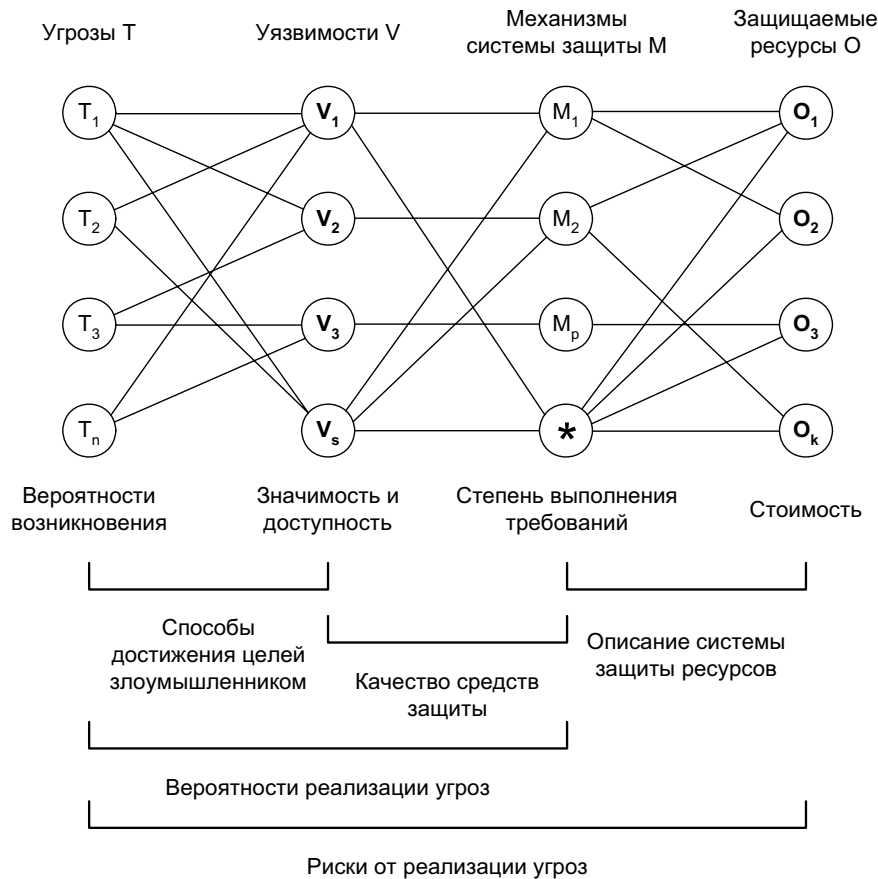 Угрозы T
Уязвимости V
Механизмы
системы защиты M
Защищаемые
ресурсы O
T1
V1
M1
O1
T2
V2
M2
O2
T3
V3
Mp
O3
Tn
Vs
*
Ok
Вероятности
возникновения
Значимость и
доступность
Степень выполнения
требований
Стоимость
Способы
достижения целей
злоумышленником
Качество средств
защиты
Описание системы
защиты ресурсов
Вероятности реализации угроз
Риски от реализации угроз